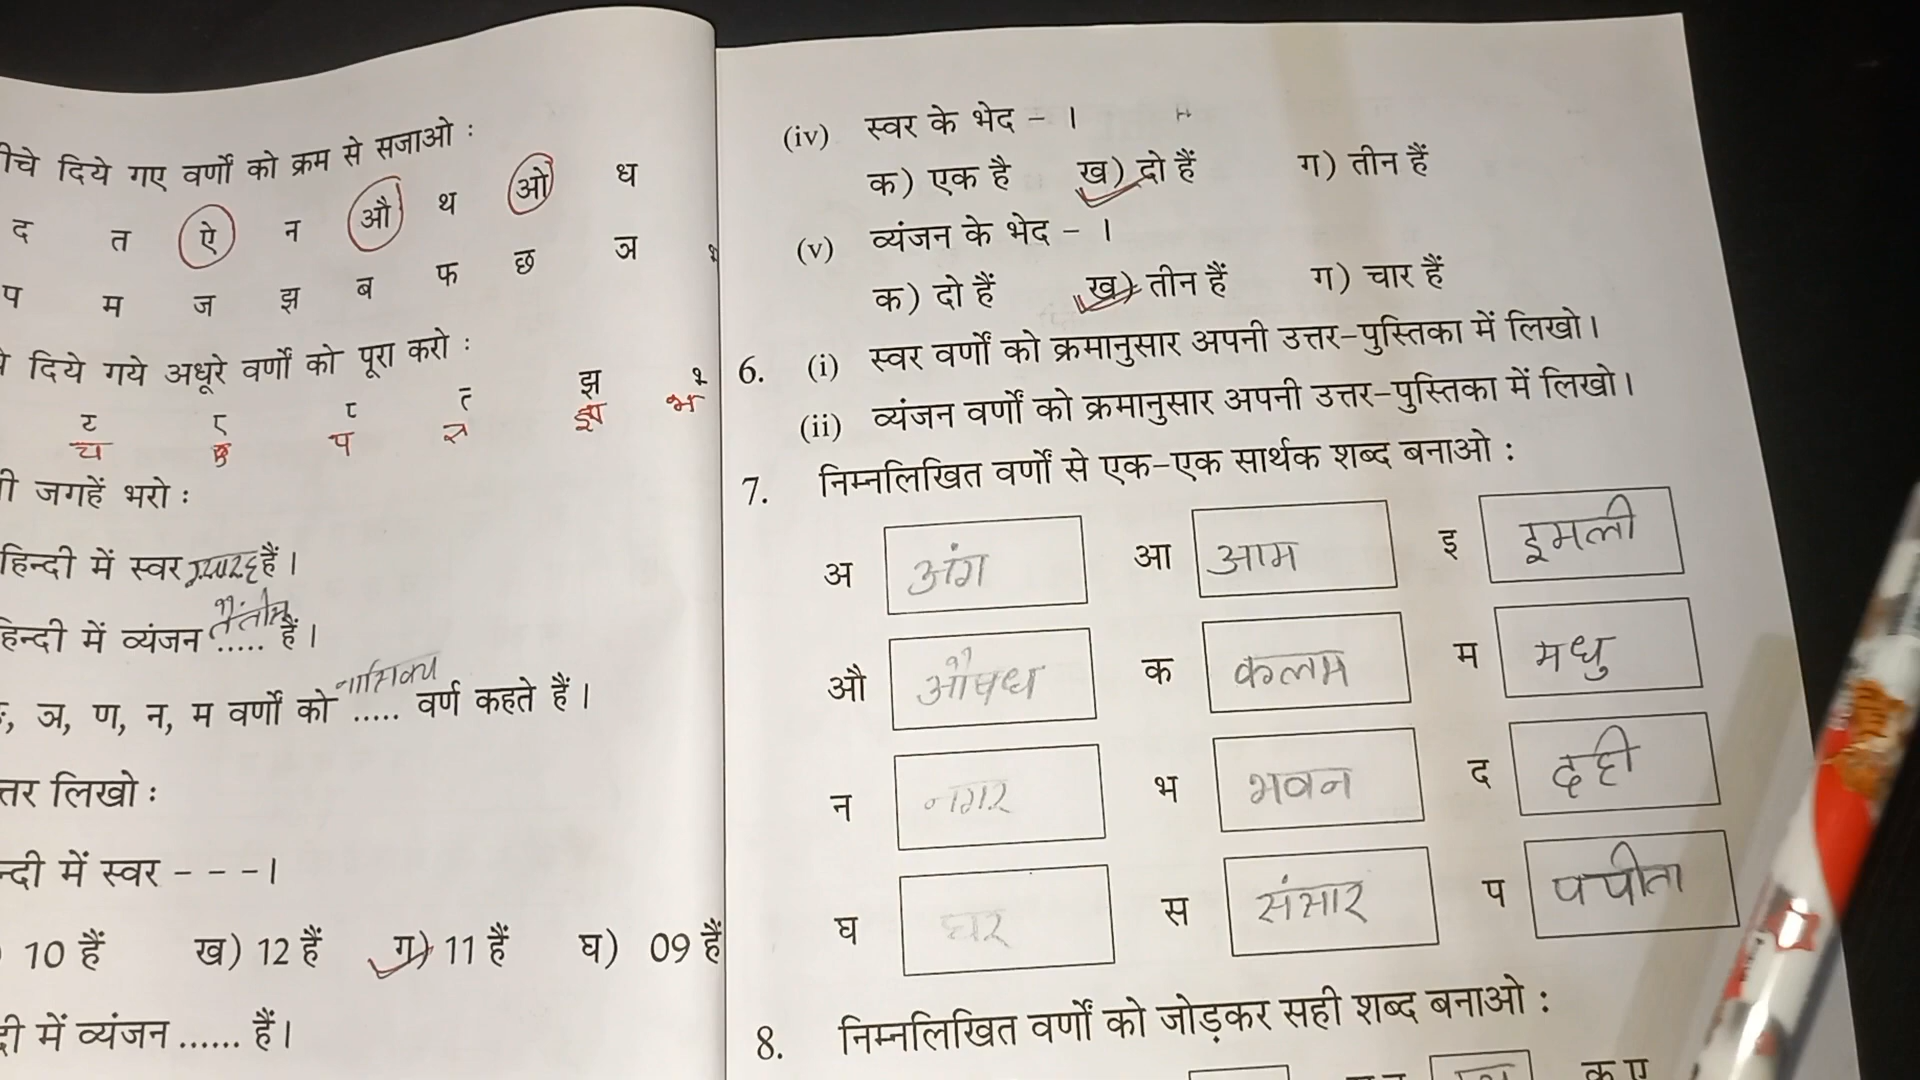 दिये गए वर्णों को क्रम से सजाओ :
द त ऐ न औ थ ओ ध
प म ज झ ब फ छ ञ
दिये गये अधूरे वर्णों को पूरा करो :
झ
च प झ भ
जगहें भरो :
हिन्दी में स्वर ग्यारह हैं ।
हिन्दी में व्यंजन ..... हैं ।
ञ, ण, न, म वर्णों को नासिक्य ..... वर्ण कहते हैं ।
लिखो :
में स्वर - - -।
10 हैं ख) 12 हैं ग) 11 हैं घ) 09 हैं
में व्यंजन ...... हैं ।
(iv) स्वर के भेद - ।
क) एक है ख) दो हैं ग) तीन हैं
(v) व्यंजन के भेद - ।
क) दो हैं ख) तीन हैं ग) चार हैं
6. (i) स्वर वर्णों को क्रमानुसार अपनी उत्तर-पुस्तिका में लिखो ।
(ii) व्यंजन वर्णों को क्रमानुसार अपनी उत्तर-पुस्तिका में लिखो ।
7. निम्नलिखित वर्णों से एक-एक सार्थक शब्द बनाओ :
अ अंग आ आम इ इमली
औ औषध क कलम म मधु
न नगर भ भवन द दही
घ घर स संसार प पपीता
8. निम्नलिखित वर्णों को जोड़कर सही शब्द बनाओ :